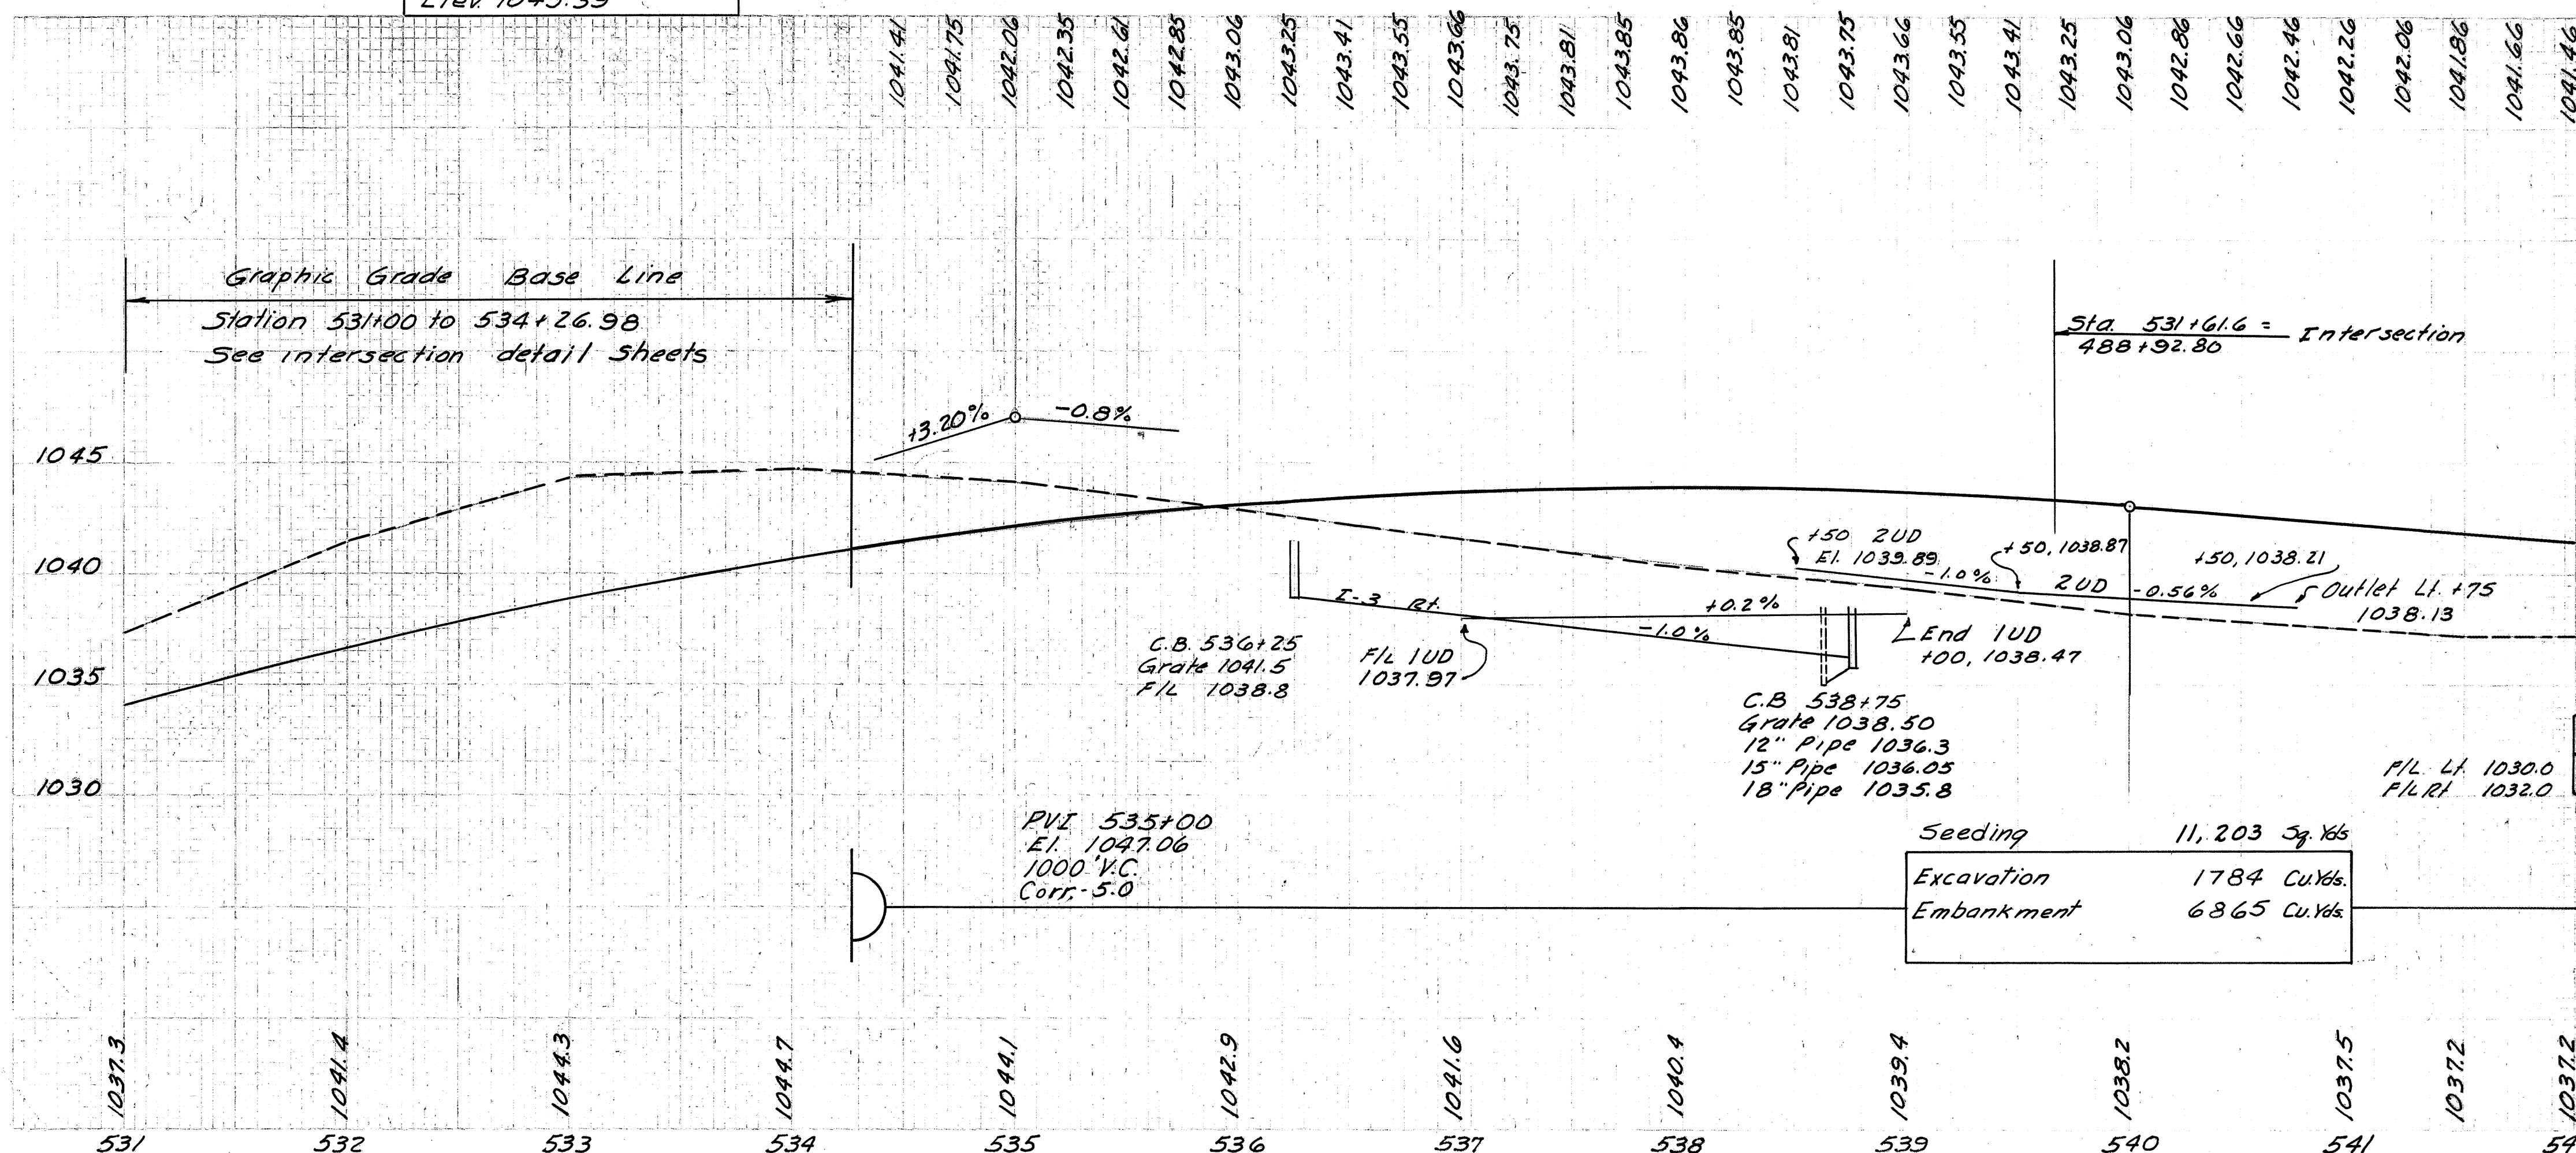 Elev. 1045.39
1041.41
1041.75
1042.06
1042.35
1042.61
1042.85
1043.06
1043.25
1043.41
1043.55
1043.66
1043.75
1043.81
1043.85
1043.86
1043.85
1043.81
1043.75
1043.66
1043.55
1043.41
1043.25
1043.06
1042.86
1042.66
1042.46
1042.26
1042.06
1041.86
1041.66
1041.46
Graphic Grade Base Line
Station 531+00 to 534+26.98
See intersection detail Sheets
Sta. 531+61.6 =
488+92.80
Intersection
+3.20%
-0.8%
1045
1040
1035
1030
+50 2UD
El. 1039.89
-1.0%
+50, 1038.87
2UD
-0.56%
+50, 1038.21
Outlet Lt. +75
1038.13
I-3 Rt.
+0.2%
-1.0%
C.B. 536+25
Grate 1041.5
F/L 1038.8
F/L 1UD
1037.97
End 1UD
+00, 1038.47
C.B 538+75
Grate 1038.50
12" Pipe 1036.3
15" Pipe 1036.05
18" Pipe 1035.8
F/L Lt. 1030.0
F/L Rt 1032.0
PVI 535+00
El. 1047.06
1000' V.C.
Corr,-5.0
Seeding 11,203 Sq. Yds
Excavation 1784 Cu.Yds.
Embankment 6865 Cu.Yds.
1037.3
1041.4
1044.3
1044.7
1044.1
1042.9
1041.6
1040.4
1039.4
1038.2
1037.5
1037.2
1037.2
531
532
533
534
535
536
537
538
539
540
541